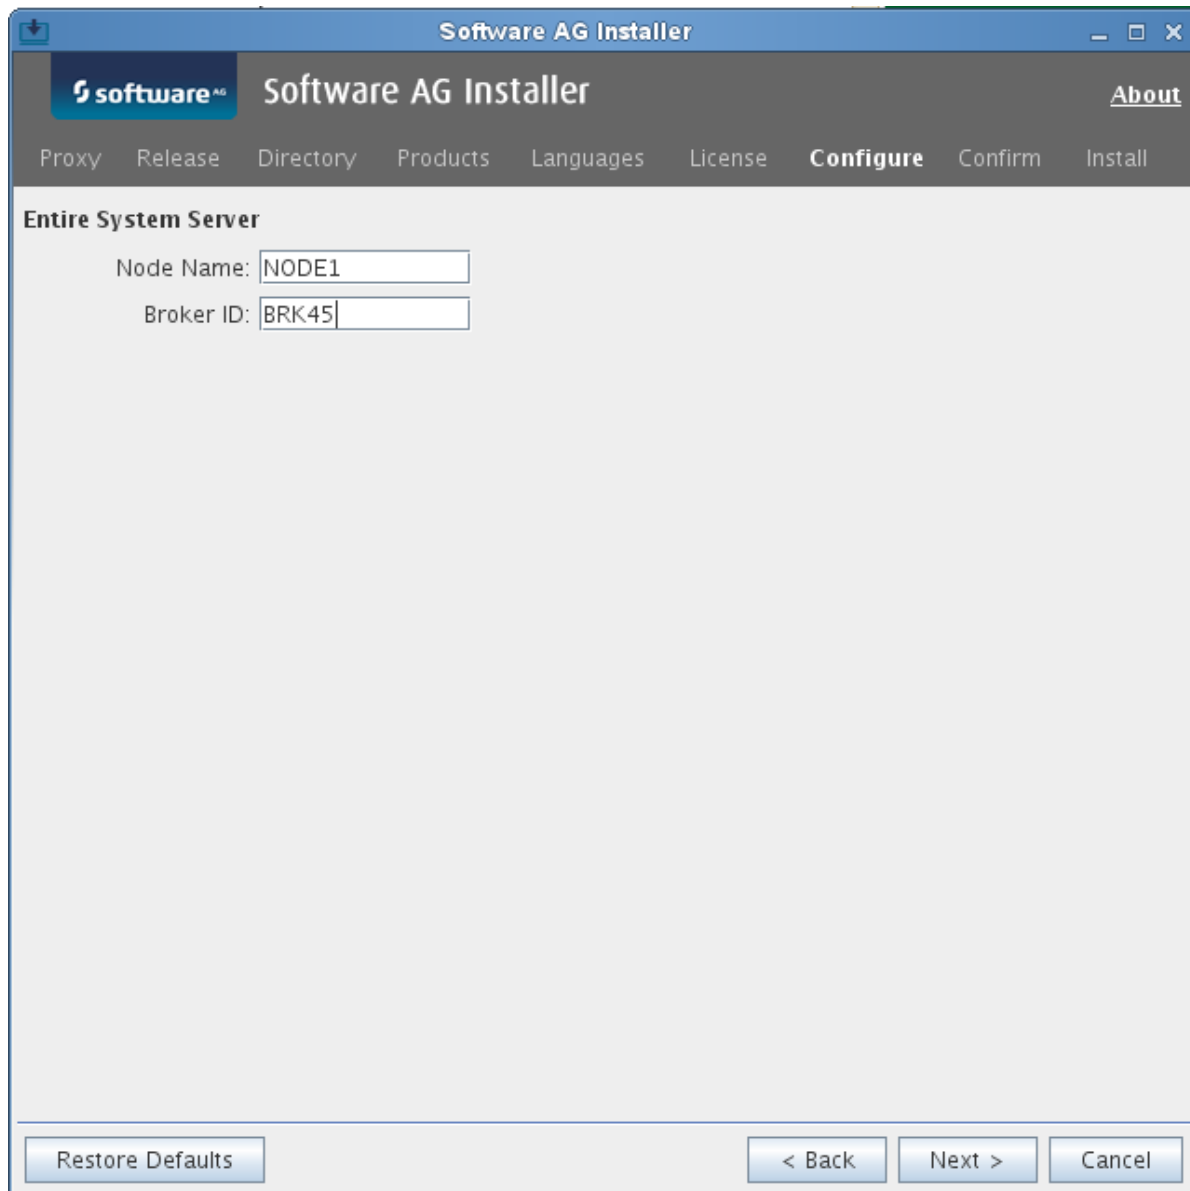 Software AG Installer
software AG Software AG Installer About
Proxy Release Directory Products Languages License Configure Confirm Install
Entire System Server
Node Name: NODE1
Broker ID: BRK45
Restore Defaults < Back Next > Cancel